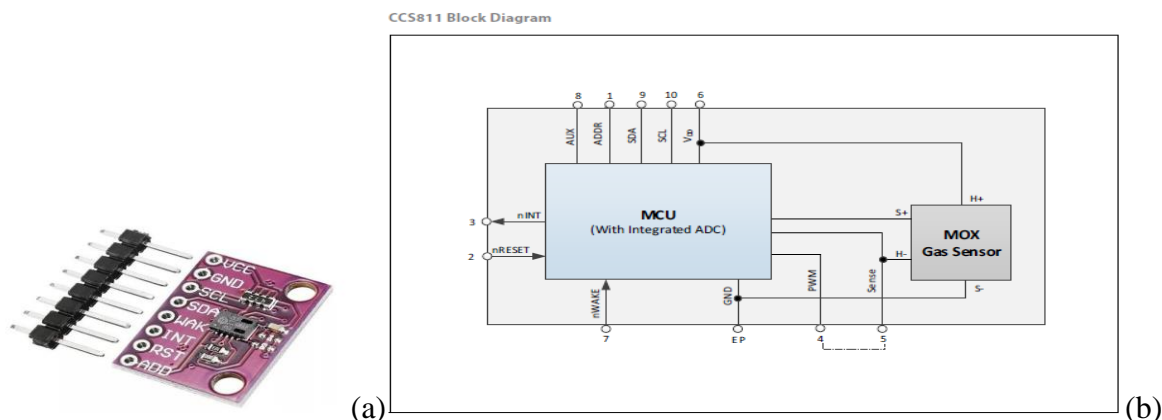 CCS811 Block Diagram
8 1 9 10 6
AUX ADDR SDA SCL VDD
H+
3 nINT
MCU
(With Integrated ADC)
S+
MOX
Gas Sensor
2 nRESET
H-
S-
nWAKE GND PWM Sense
7 EP 4 5
VCC
GND
SCL
SDA
WAK
INT
RST
ADD
(a)
(b)